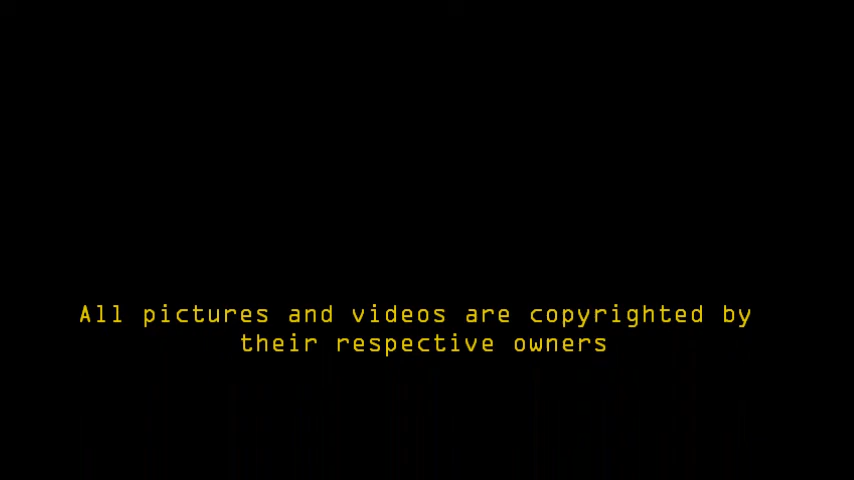 All pictures and videos are copyrighted by
their respective owners